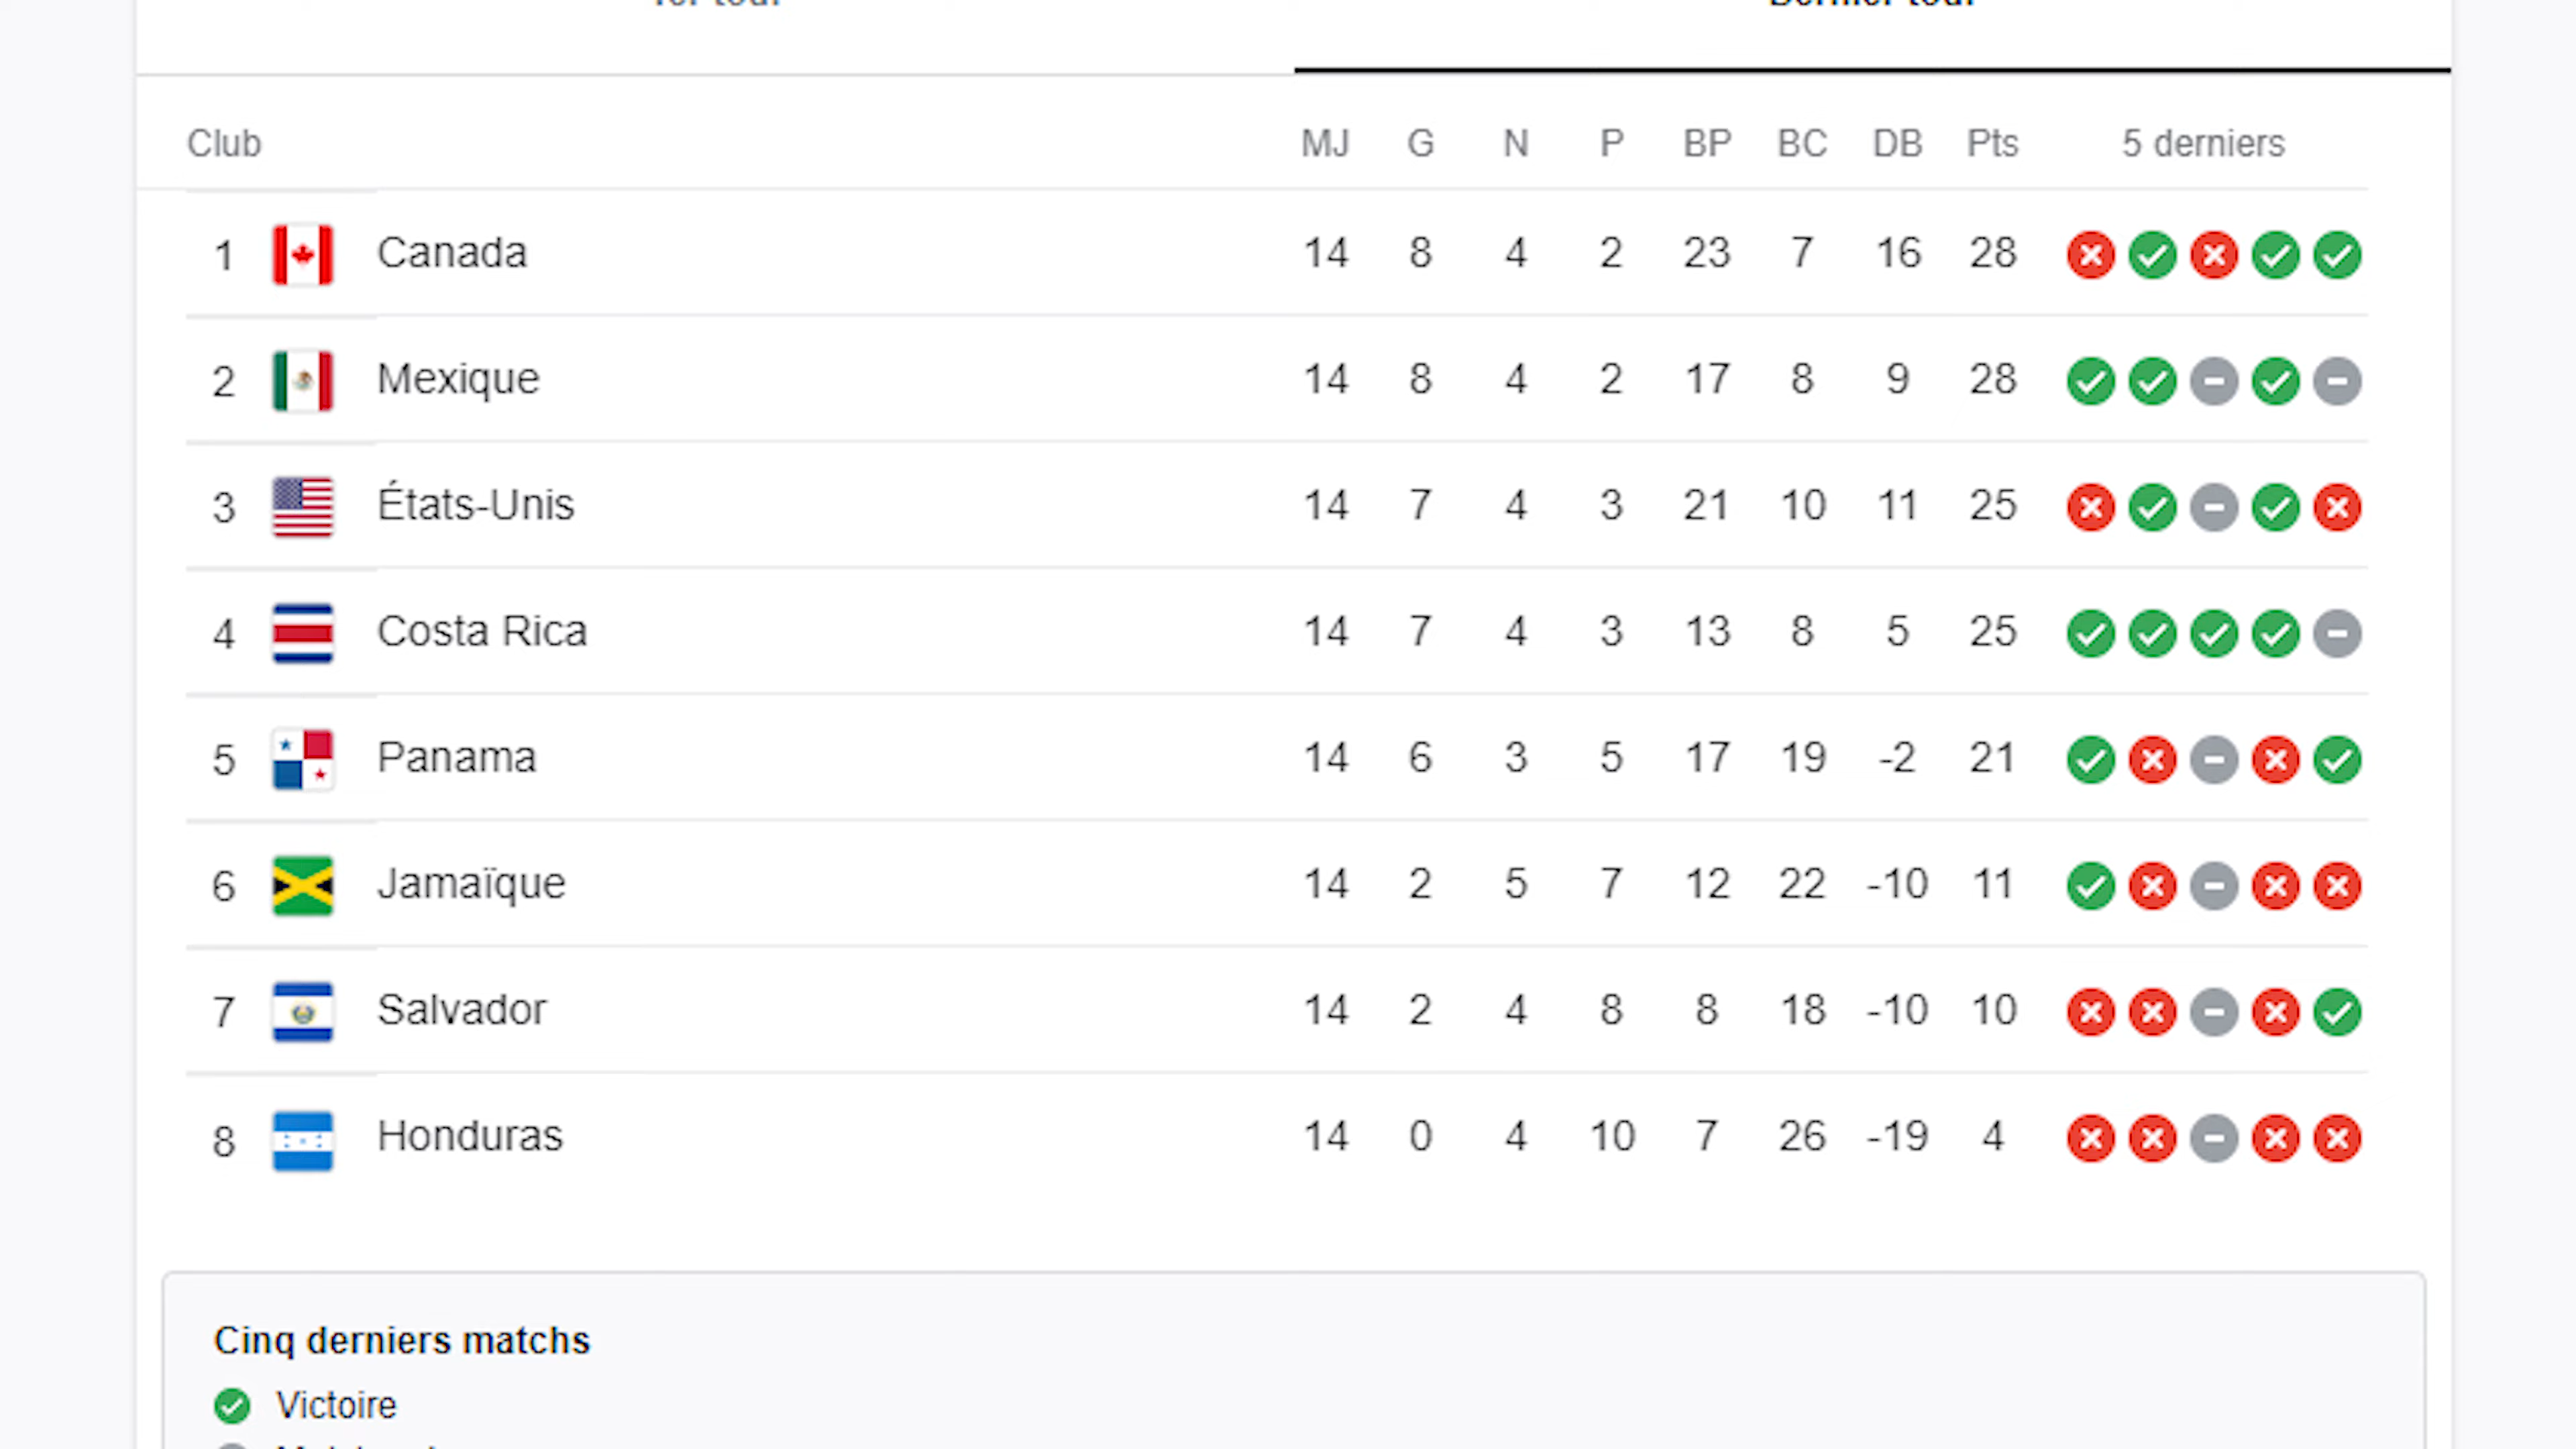 1er tour Dernier tour
Club MJ G N P BP BC DB Pts 5 derniers
1 Canada 14 8 4 2 23 7 16 28
2 Mexique 14 8 4 2 17 8 9 28
3 États-Unis 14 7 4 3 21 10 11 25
4 Costa Rica 14 7 4 3 13 8 5 25
5 Panama 14 6 3 5 17 19 -2 21
6 Jamaïque 14 2 5 7 12 22 -10 11
7 Salvador 14 2 4 8 8 18 -10 10
8 Honduras 14 0 4 10 7 26 -19 4
Cinq derniers matchs
Victoire